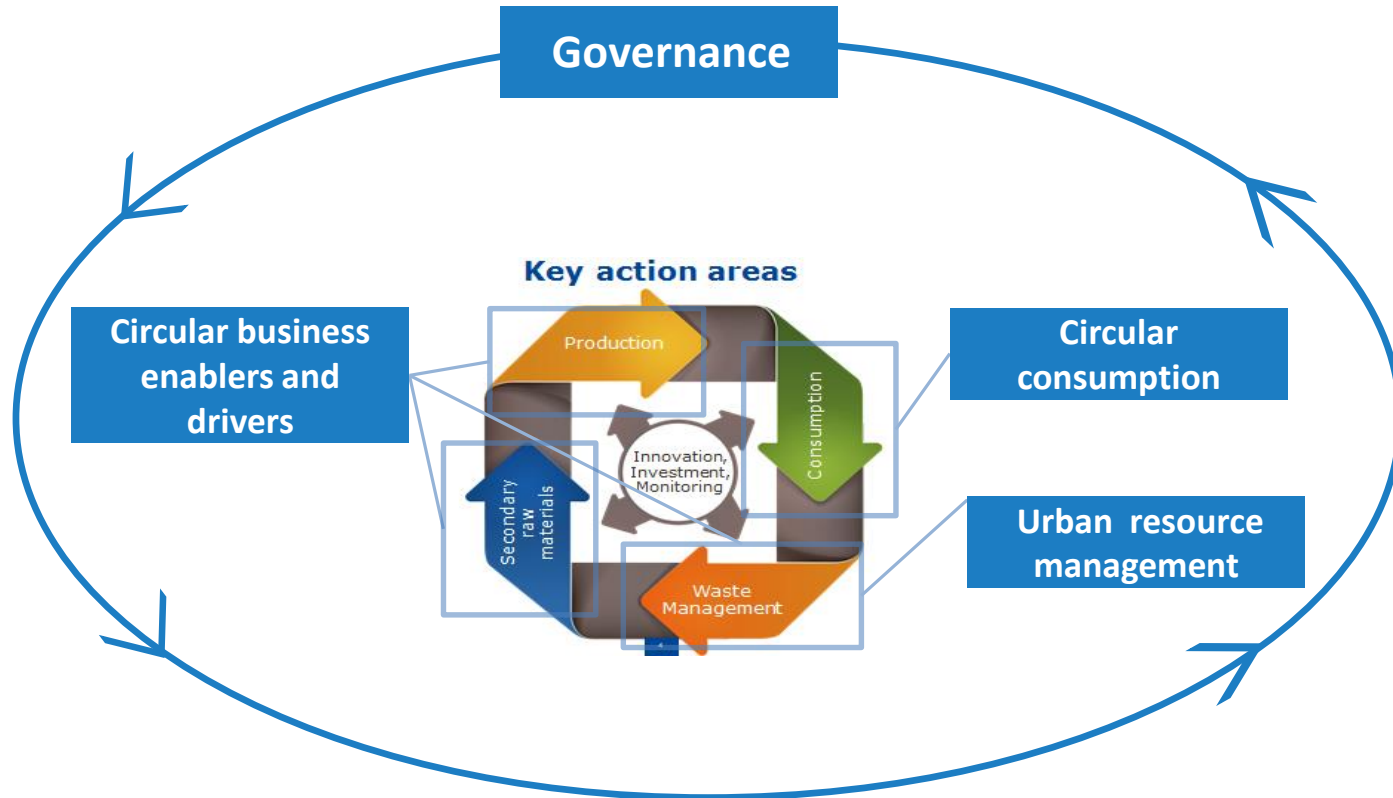 Governance
Key action areas
Circular business
enablers and
drivers
Production
Circular
consumption
Consumption
Innovation,
Investment,
Monitoring
Secondary
raw
materials
Urban resource
management
Waste
Management